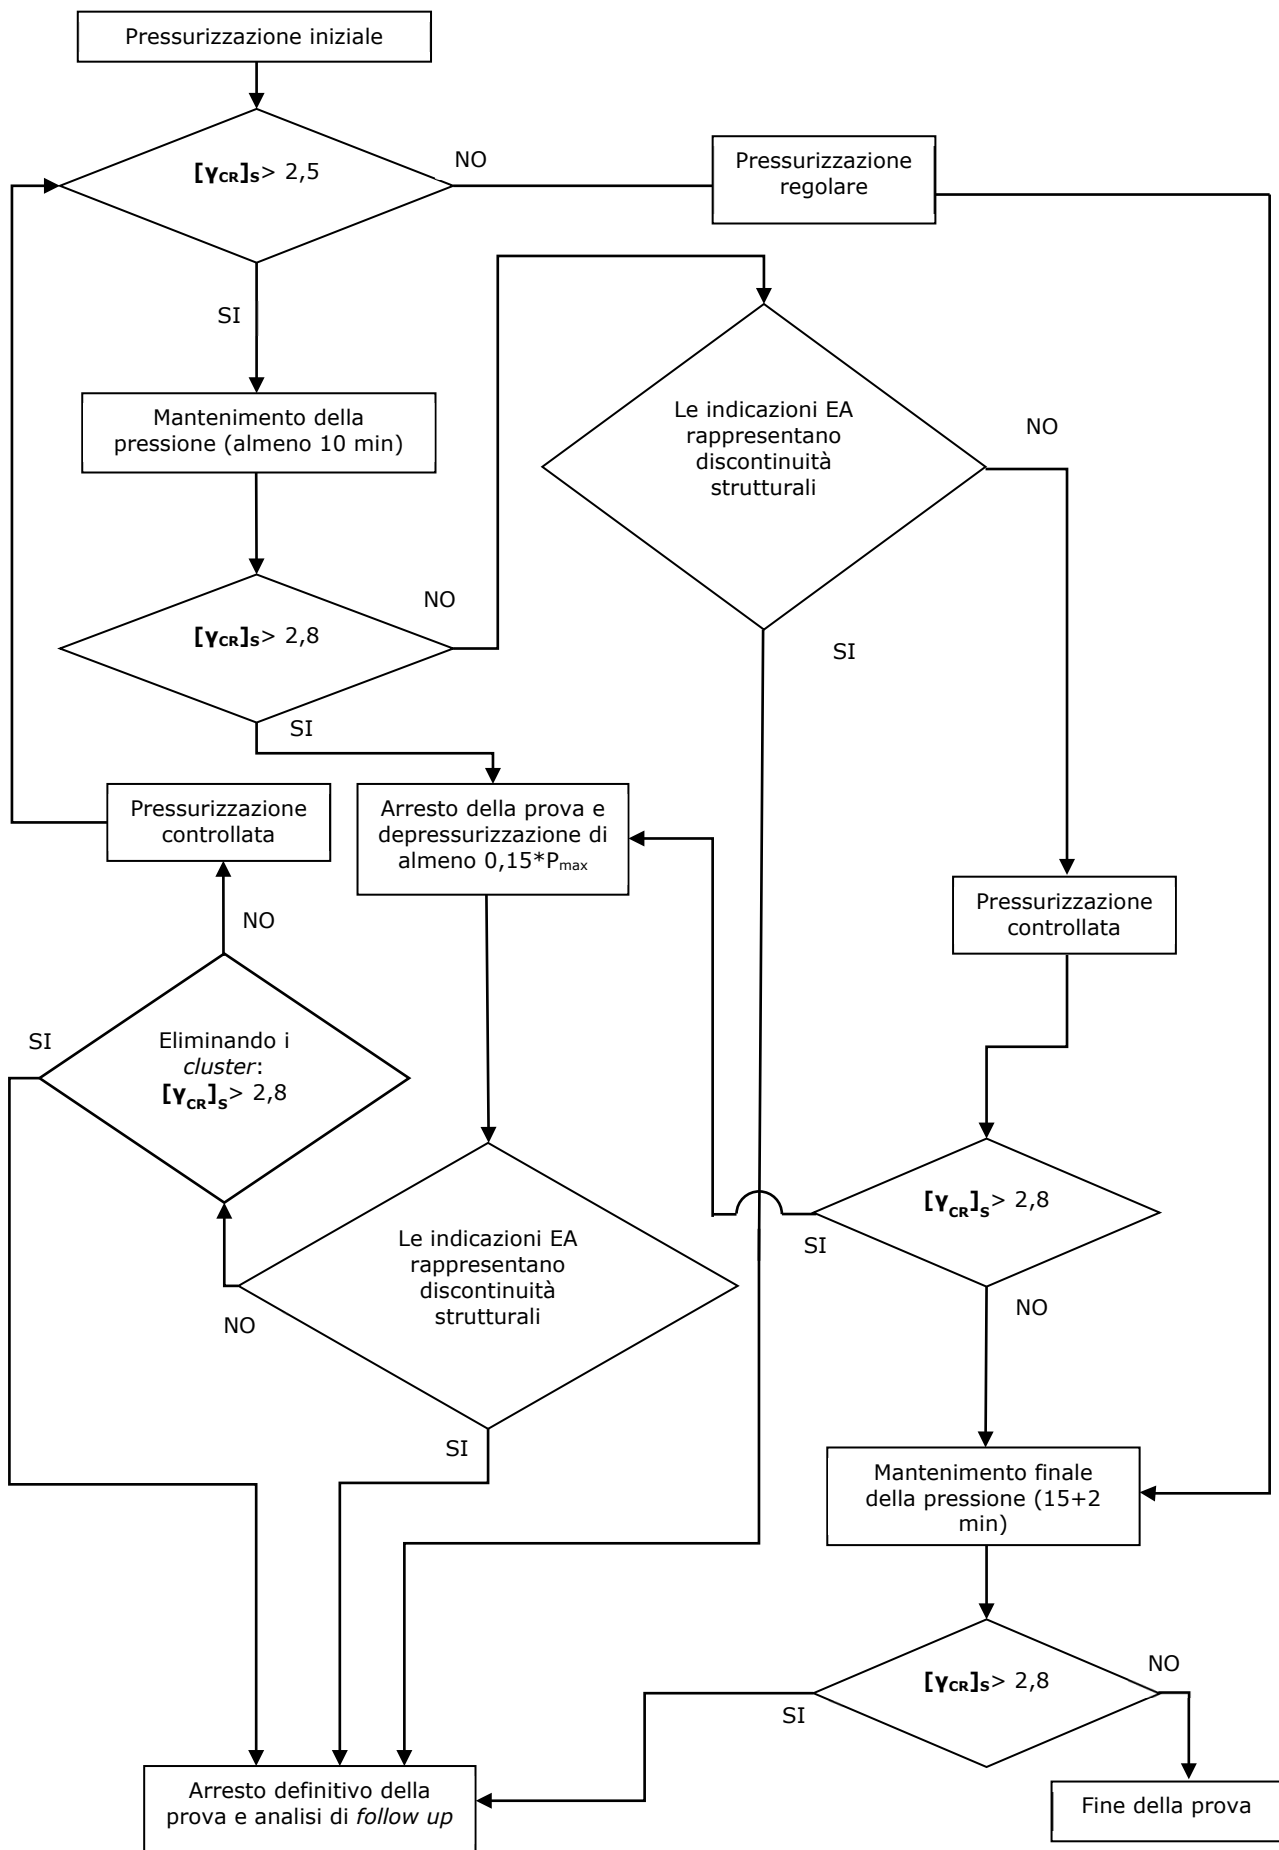 Pressurizzazione iniziale
[γCR]S> 2,5
NO
Pressurizzazione
regolare
SI
Mantenimento della
pressione (almeno 10 min)
Le indicazioni EA
rappresentano
discontinuità
strutturali
NO
NO
[γCR]S> 2,8
SI
SI
Pressurizzazione
controllata
Arresto della prova e
depressurizzazione di
almeno 0,15*Pmax
NO
Pressurizzazione
controllata
SI
Eliminando i
cluster:
[γCR]S> 2,8
[γCR]S> 2,8
SI
NO
Le indicazioni EA
rappresentano
discontinuità
strutturali
NO
SI
Mantenimento finale
della pressione (15+2
min)
[γCR]S> 2,8
NO
SI
Arresto definitivo della
prova e analisi di follow up
Fine della prova